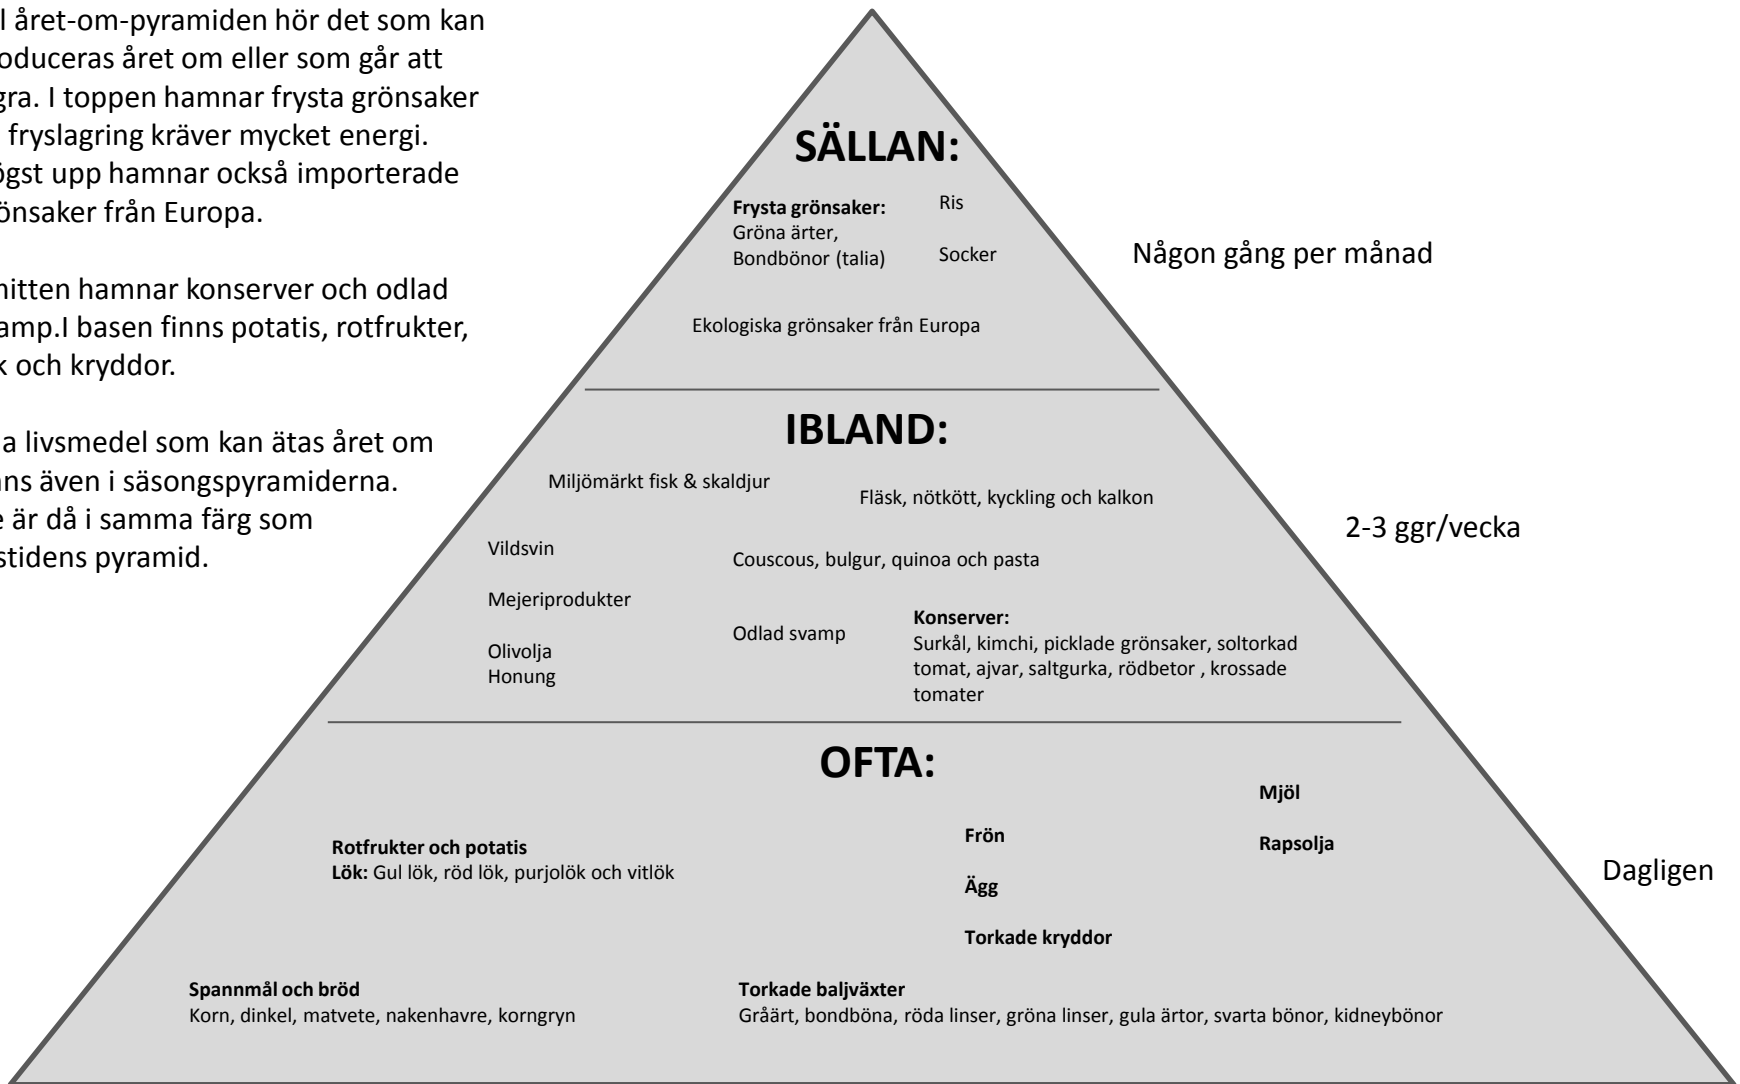 l året-om-pyramiden hör det som kan
oduceras året om eller som går att
gra. I toppen hamnar frysta grönsaker
fryslagring kräver mycket energi.
ögst upp hamnar också importerade
önsaker från Europa.
nitten hamnar konserver och odlad
amp.I basen finns potatis, rotfrukter,
k och kryddor.
a livsmedel som kan ätas året om
ns även i säsongspyramiderna.
e är då i samma färg som
stidens pyramid.
SÄLLAN:
Frysta grönsaker:
Gröna ärter,
Bondbönor (talia)
Ris
Socker
Ekologiska grönsaker från Europa
Någon gång per månad
IBLAND:
Miljömärkt fisk & skaldjur
Fläsk, nötkött, kyckling och kalkon
Vildsvin
Couscous, bulgur, quinoa och pasta
Mejeriprodukter
Odlad svamp
Olivolja
Honung
Konserver:
Surkål, kimchi, picklade grönsaker, soltorkad
tomat, ajvar, saltgurka, rödbetor , krossade
tomater
2-3 ggr/vecka
OFTA:
Rotfrukter och potatis
Lök: Gul lök, röd lök, purjolök och vitlök
Frön
Ägg
Torkade kryddor
Mjöl
Rapsolja
Dagligen
Spannmål och bröd
Korn, dinkel, matvete, nakenhavre, korngryn
Torkade baljväxter
Gråärt, bondböna, röda linser, gröna linser, gula ärtor, svarta bönor, kidneybönor